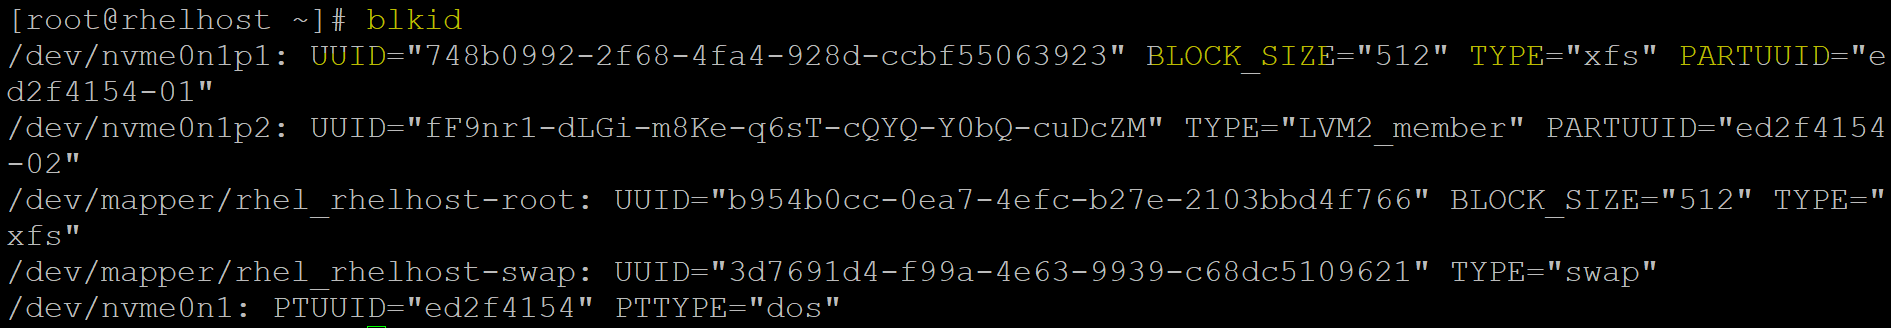 [root@rhelhost ~]# blkid
/dev/nvme0n1p1: UUID="748b0992-2f68-4fa4-928d-ccbf55063923" BLOCK_SIZE="512" TYPE="xfs" PARTUUID="e
d2f4154-01"
/dev/nvme0n1p2: UUID="fF9nr1-dLGi-m8Ke-q6sT-cQYQ-Y0bQ-cuDcZM" TYPE="LVM2_member" PARTUUID="ed2f4154
-02"
/dev/mapper/rhel_rhelhost-root: UUID="b954b0cc-0ea7-4efc-b27e-2103bbd4f766" BLOCK_SIZE="512" TYPE="
xfs"
/dev/mapper/rhel_rhelhost-swap: UUID="3d7691d4-f99a-4e63-9939-c68dc5109621" TYPE="swap"
/dev/nvme0n1: PTUUID="ed2f4154" PTTYPE="dos"